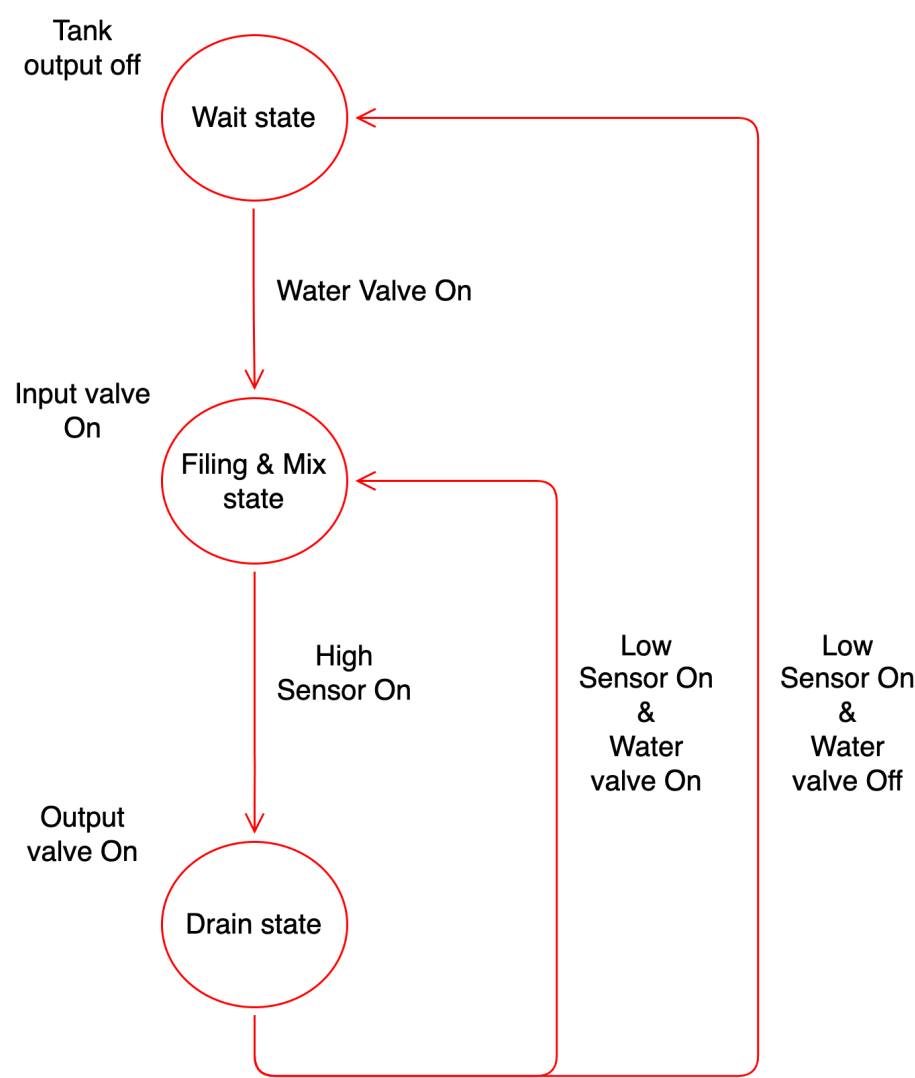 Tank
output off
Wait state
Water Valve On
Input valve
On
Filing & Mix
state
High
Sensor On
Low
Sensor On
&
Water
valve On
Low
Sensor On
&
Water
valve Off
Output
valve On
Drain state